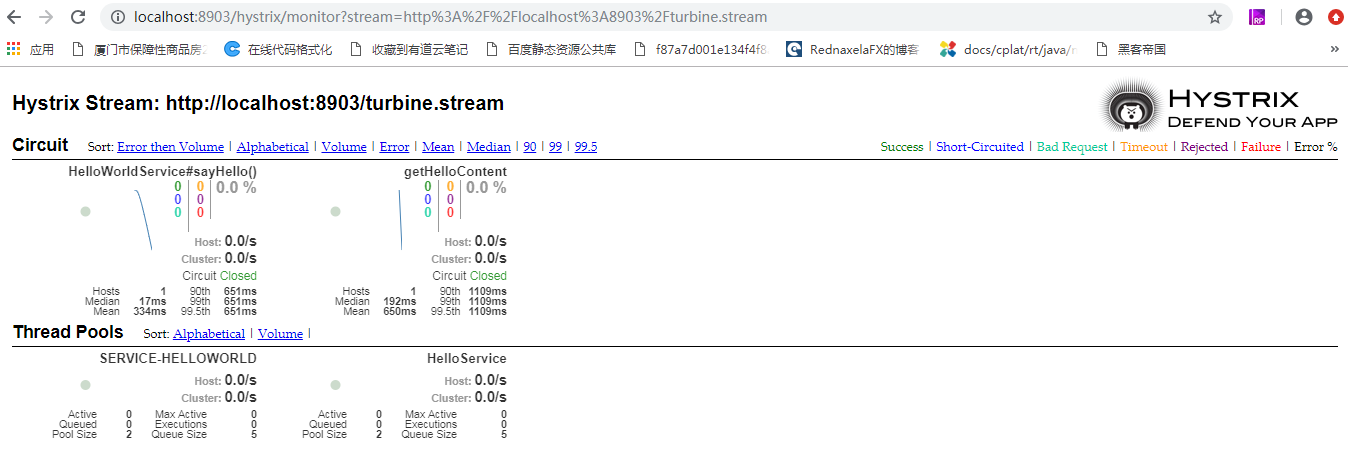 localhost:8903/hystrix/monitor?stream=http%3A%2F%2Flocalhost%3A8903%2Fturbine.stream
RP
应用 厦门市保障性商品房 在线代码格式化 收藏到有道云笔记 百度静态资源公共库 f87a7d001e134f4f8 RednaxelaFX的博客 docs/cplat/rt/java/ 黑客帝国 »
Hystrix Stream: http://localhost:8903/turbine.stream
HYSTRIX
DEFEND YOUR APP
Circuit Sort: Error then Volume | Alphabetical | Volume | Error | Mean | Median | 90 | 99 | 99.5
Success | Short-Circuited | Bad Request | Timeout | Rejected | Failure | Error %
HelloWorldService#sayHello()
0 0 0.0 %
0 0
0 0
Host: 0.0/s
Cluster: 0.0/s
Circuit Closed
Hosts 1 90th 651ms
Median 17ms 99th 651ms
Mean 334ms 99.5th 651ms
getHelloContent
0 0 0.0 %
0 0
0 0
Host: 0.0/s
Cluster: 0.0/s
Circuit Closed
Hosts 1 90th 1109ms
Median 192ms 99th 1109ms
Mean 650ms 99.5th 1109ms
Thread Pools Sort: Alphabetical | Volume |
SERVICE-HELLOWORLD
Host: 0.0/s
Cluster: 0.0/s
Active 0 Max Active 0
Queued 0 Executions 0
Pool Size 2 Queue Size 5
HelloService
Host: 0.0/s
Cluster: 0.0/s
Active 0 Max Active 0
Queued 0 Executions 0
Pool Size 2 Queue Size 5